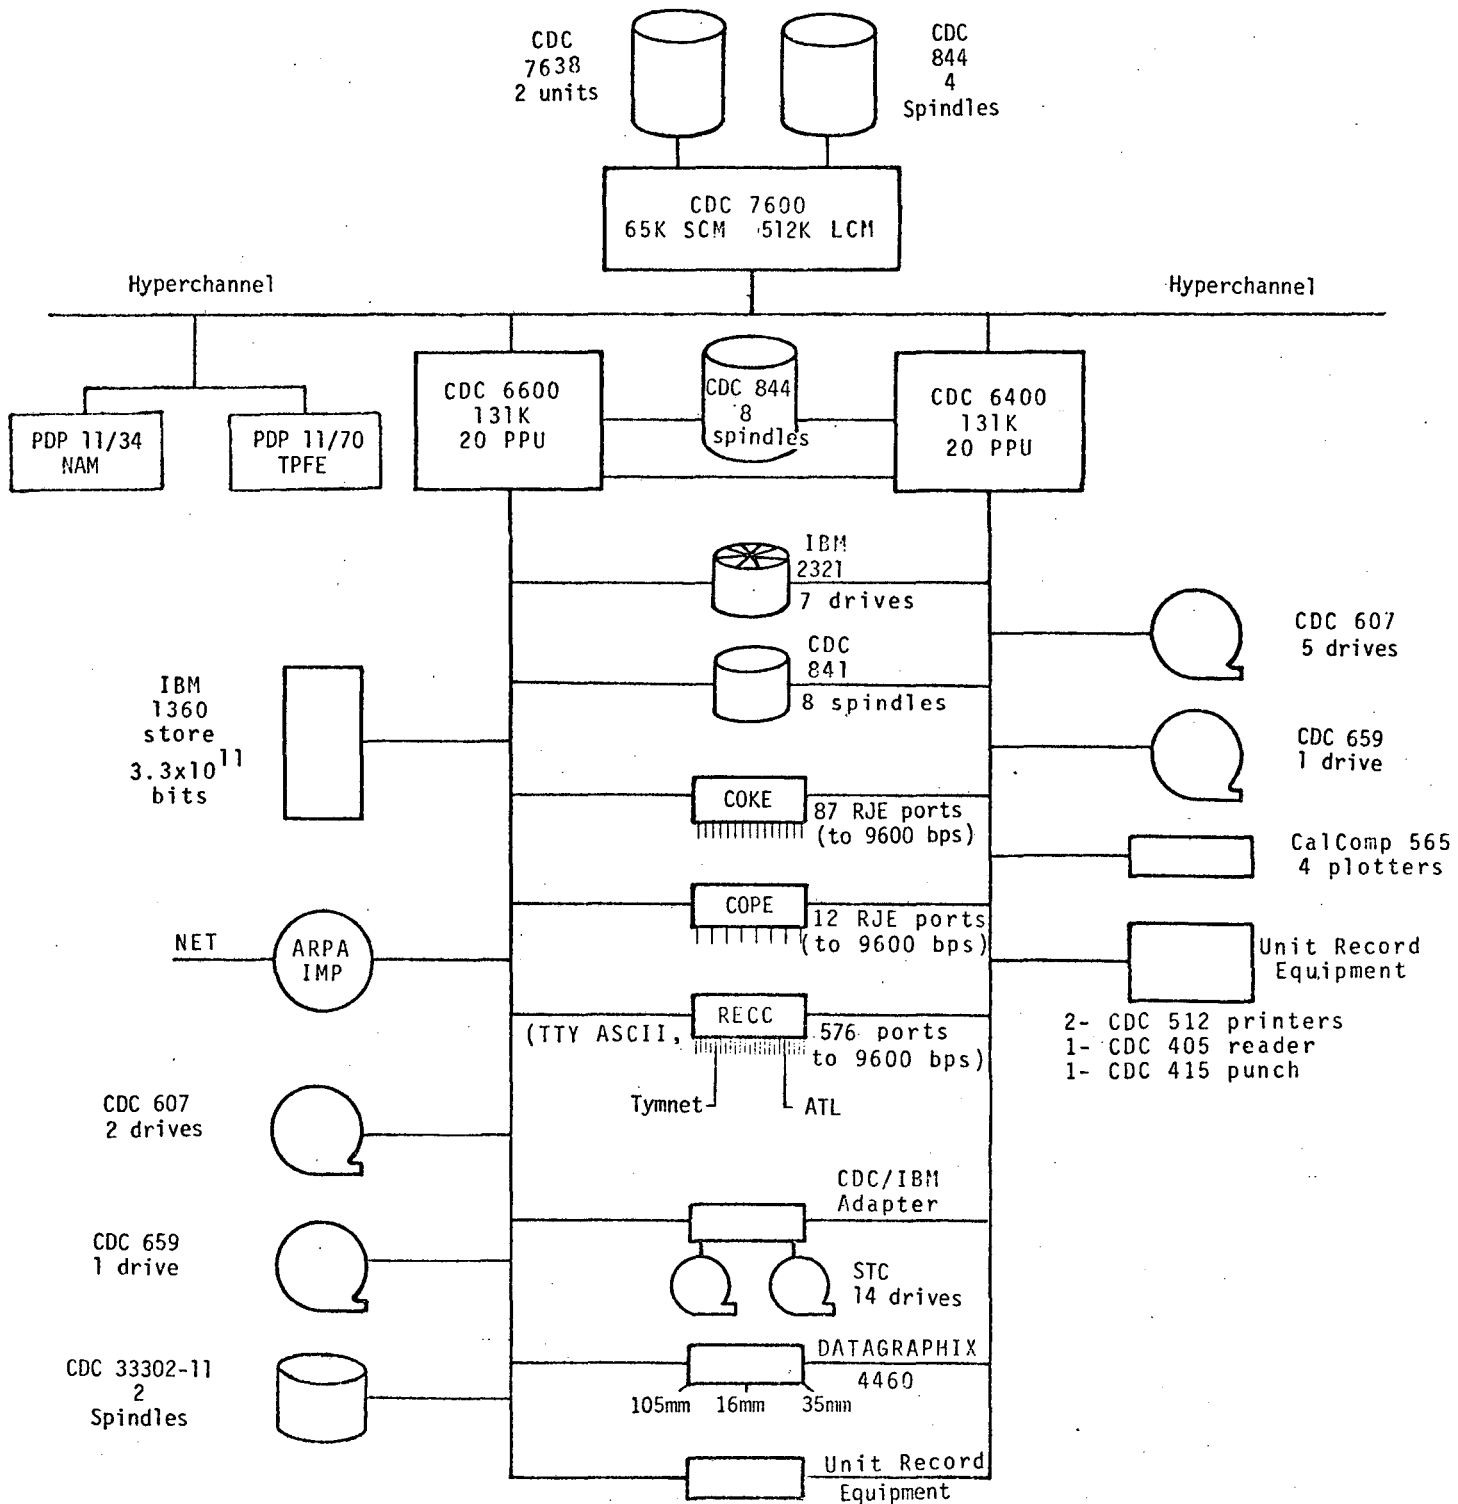 CDC
7638
2 units
CDC
844
4
Spindles
CDC 7600
65K SCM 512K LCM
Hyperchannel
Hyperchannel
PDP 11/34
NAM
PDP 11/70
TPFE
CDC 6600
131K
20 PPU
CDC 844
8
spindles
CDC 6400
131K
20 PPU
IBM
2321
7 drives
CDC
841
8 spindles
IBM
1360
store
3.3x10^11
bits
CDC 607
5 drives
CDC 659
1 drive
COKE
87 RJE ports
(to 9600 bps)
CalComp 565
4 plotters
COPE
12 RJE ports
(to 9600 bps)
NET
ARPA
IMP
Unit Record
Equipment
2- CDC 512 printers
1- CDC 405 reader
1- CDC 415 punch
(TTY ASCII,
RECC
576 ports
to 9600 bps)
Tymnet
ATL
CDC 607
2 drives
CDC/IBM
Adapter
CDC 659
1 drive
STC
14 drives
DATAGRAPHIX
4460
105mm 16mm 35mm
CDC 33302-11
2
Spindles
Unit Record
Equipment